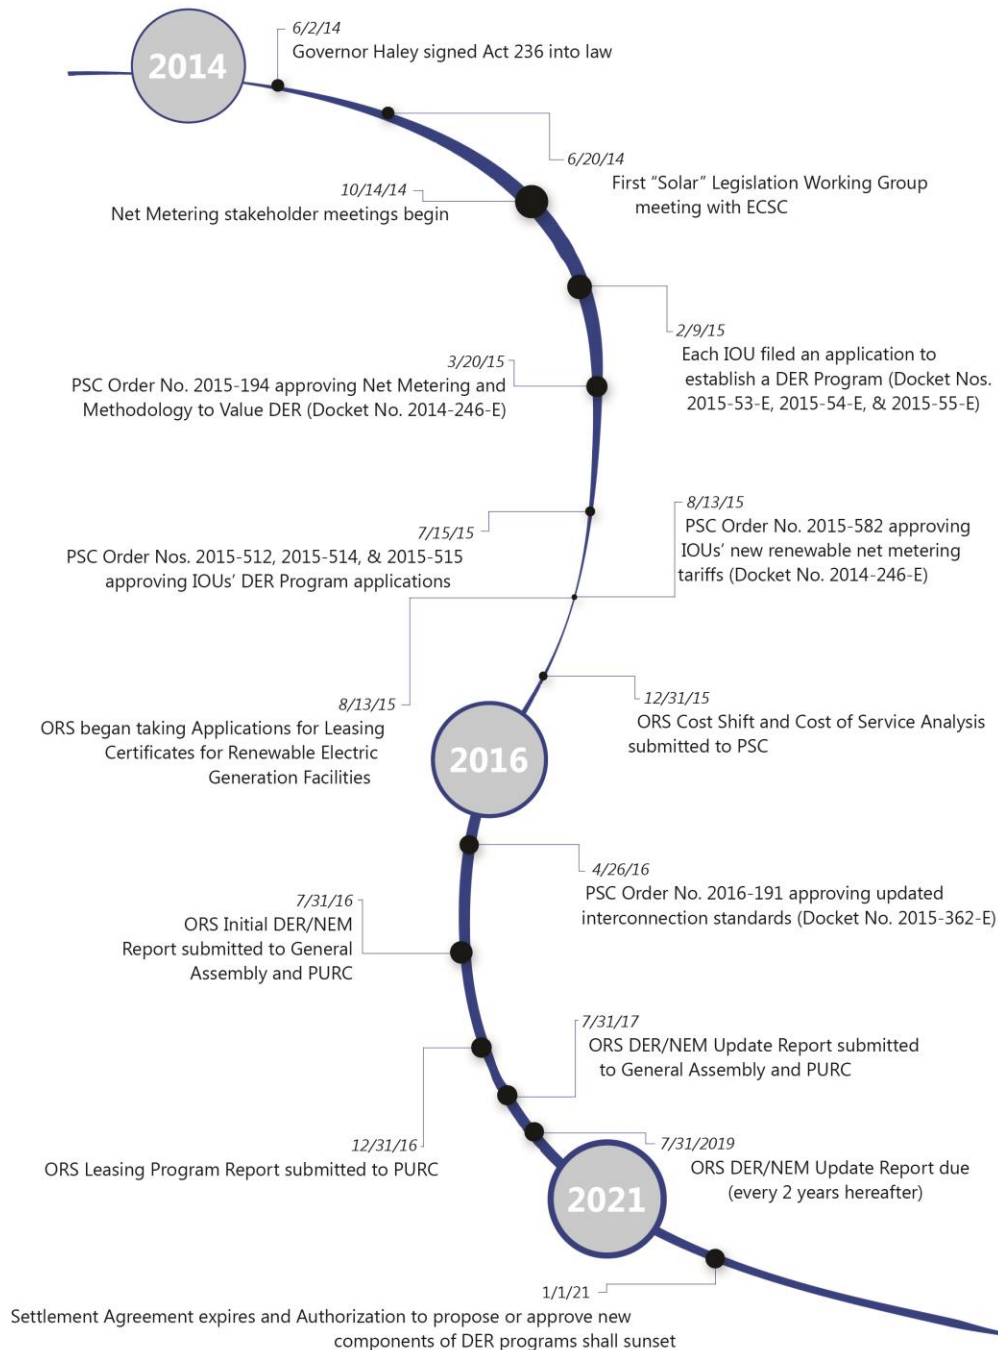 2014
6/2/14
Governor Haley signed Act 236 into law
6/20/14
First “Solar” Legislation Working Group
meeting with ECSC
10/14/14
Net Metering stakeholder meetings begin
2/9/15
Each IOU filed an application to
establish a DER Program (Docket Nos.
2015-53-E, 2015-54-E, & 2015-55-E)
3/20/15
PSC Order No. 2015-194 approving Net Metering and
Methodology to Value DER (Docket No. 2014-246-E)
7/15/15
PSC Order Nos. 2015-512, 2015-514, & 2015-515
approving IOUs’ DER Program applications
8/13/15
PSC Order No. 2015-582 approving
IOUs’ new renewable net metering
tariffs (Docket No. 2014-246-E)
8/13/15
ORS began taking Applications for Leasing
Certificates for Renewable Electric
Generation Facilities
12/31/15
ORS Cost Shift and Cost of Service Analysis
submitted to PSC
2016
4/26/16
PSC Order No. 2016-191 approving updated
interconnection standards (Docket No. 2015-362-E)
7/31/16
ORS Initial DER/NEM
Report submitted to General
Assembly and PURC
12/31/16
ORS Leasing Program Report submitted to PURC
7/31/17
ORS DER/NEM Update Report submitted
to General Assembly and PURC
7/31/2019
ORS DER/NEM Update Report due
(every 2 years hereafter)
2021
1/1/21
Settlement Agreement expires and Authorization to propose or approve new
components of DER programs shall sunset